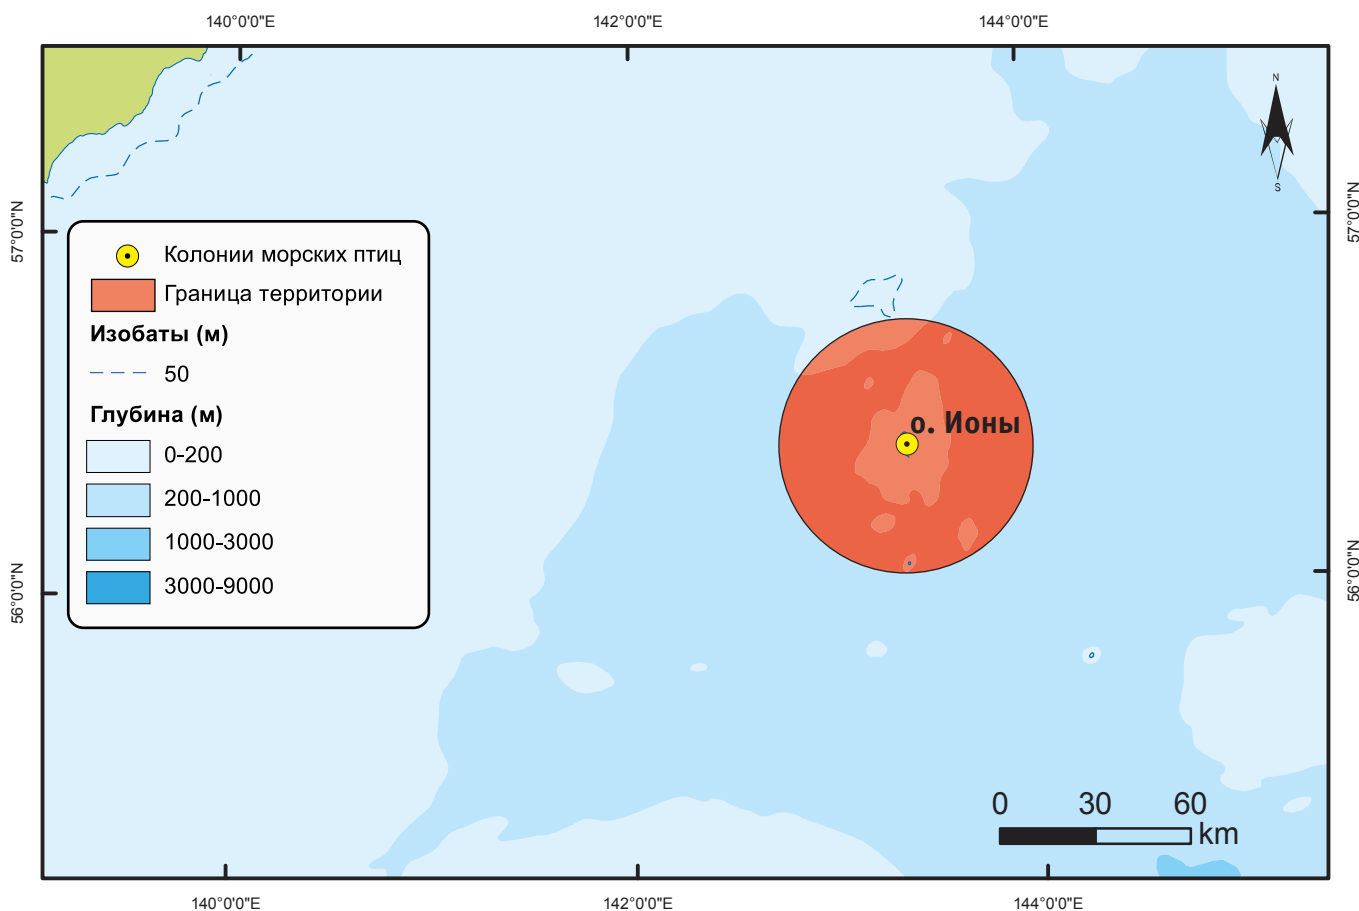 140°0'0"E
142°0'0"E
144°0'0"E
N
S
57°0'0"N
57°0'0"N
Колонии морских птиц
Граница территории
Изобаты (м)
50
Глубина (м)
0-200
200-1000
1000-3000
3000-9000
о. Ионы
56°0'0"N
56°0'0"N
0 30 60
km
140°0'0"E
142°0'0"E
144°0'0"E